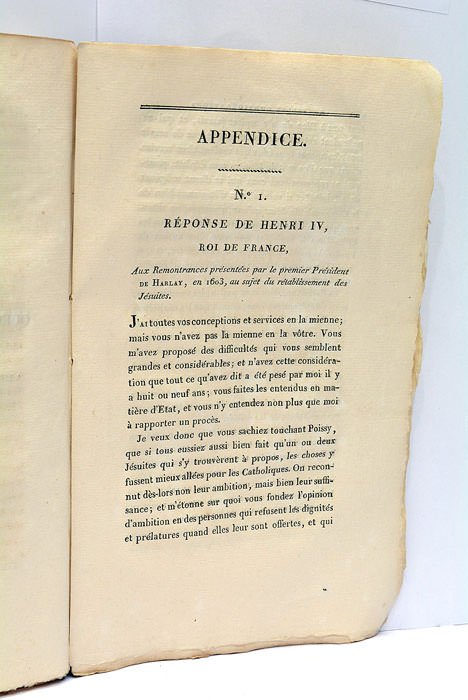 APPENDICE.
N.º 1.
RÉPONSE DE HENRI IV,
ROI DE FRANCE,
Aux Remontrances présentées par le premier Président
DE HARLAY, en 1603, au sujet du rétablissement des
Jésuites.
J'AI toutes vos conceptions et services en la mienne;
mais vous n'avez pas la mienne en la vôtre. Vous
m'avez proposé des difficultés qui vous semblent
grandes et considérables; et n'avez cette considéra-
tion que tout ce qu'avez dit a été pesé par moi il y
a huit ou neuf ans; vous faites les entendus en ma-
tière d'Etat, et vous n'y entendez non plus que moi
à rapporter un procès.
Je veux donc que vous sachiez touchant Poissy,
que si tous eussiez aussi bien fait qu'un ou deux
Jésuites qui s'y trouvèrent à propos, les choses y
fussent mieux allées pour les Catholiques. On recon-
nut dès-lors non leur ambition, mais bien leur suffi-
sance; et m'étonne sur quoi vous fondez l'opinion
d'ambition en des personnes qui refusent les dignités
et prélatures quand elles leur sont offertes, et qui